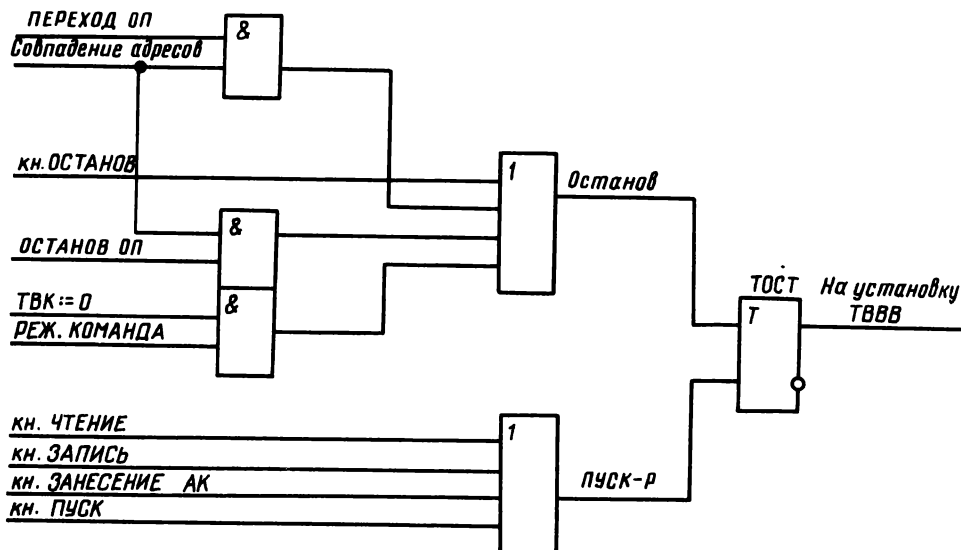 ПЕРЕХОД ОП
&
Совпадение адресов
кн. ОСТАНОВ
1
Останов
&
ОСТАНОВ ОП
ТВК := 0
&
РЕЖ. КОМАНДА
ТОСТ
На установку
ТВВВ
Т
кн. ЧТЕНИЕ
1
кн. ЗАПИСЬ
кн. ЗАНЕСЕНИЕ АК
ПУСК-Р
кн. ПУСК